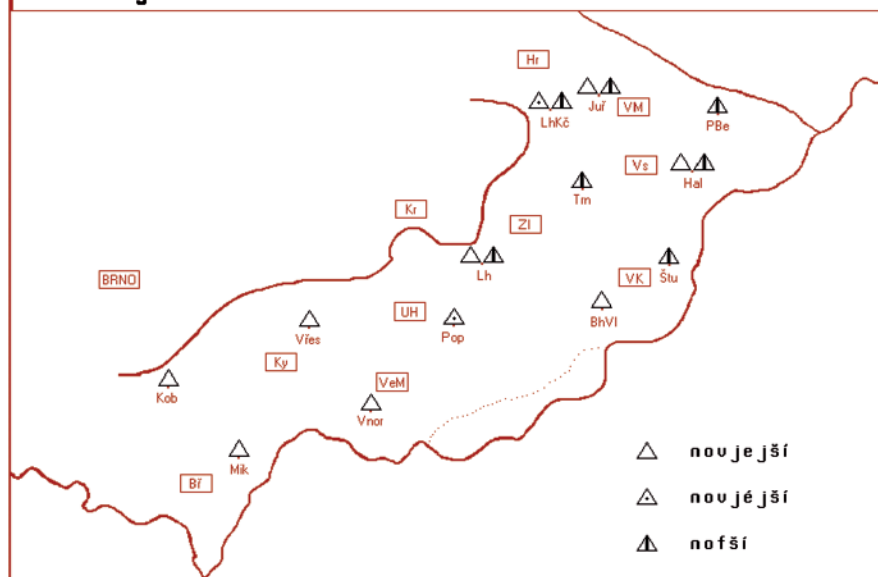 Hr
Juř
VM
LhKč
PBe
Vs
Hal
Trn
Kr
Zl
Lh
BRNO
VK
Štu
UH
BhVl
Vřes
Pop
Ky
VeM
Kob
Vnor
Mik
Bř
novjejší
novjéjší
nofší